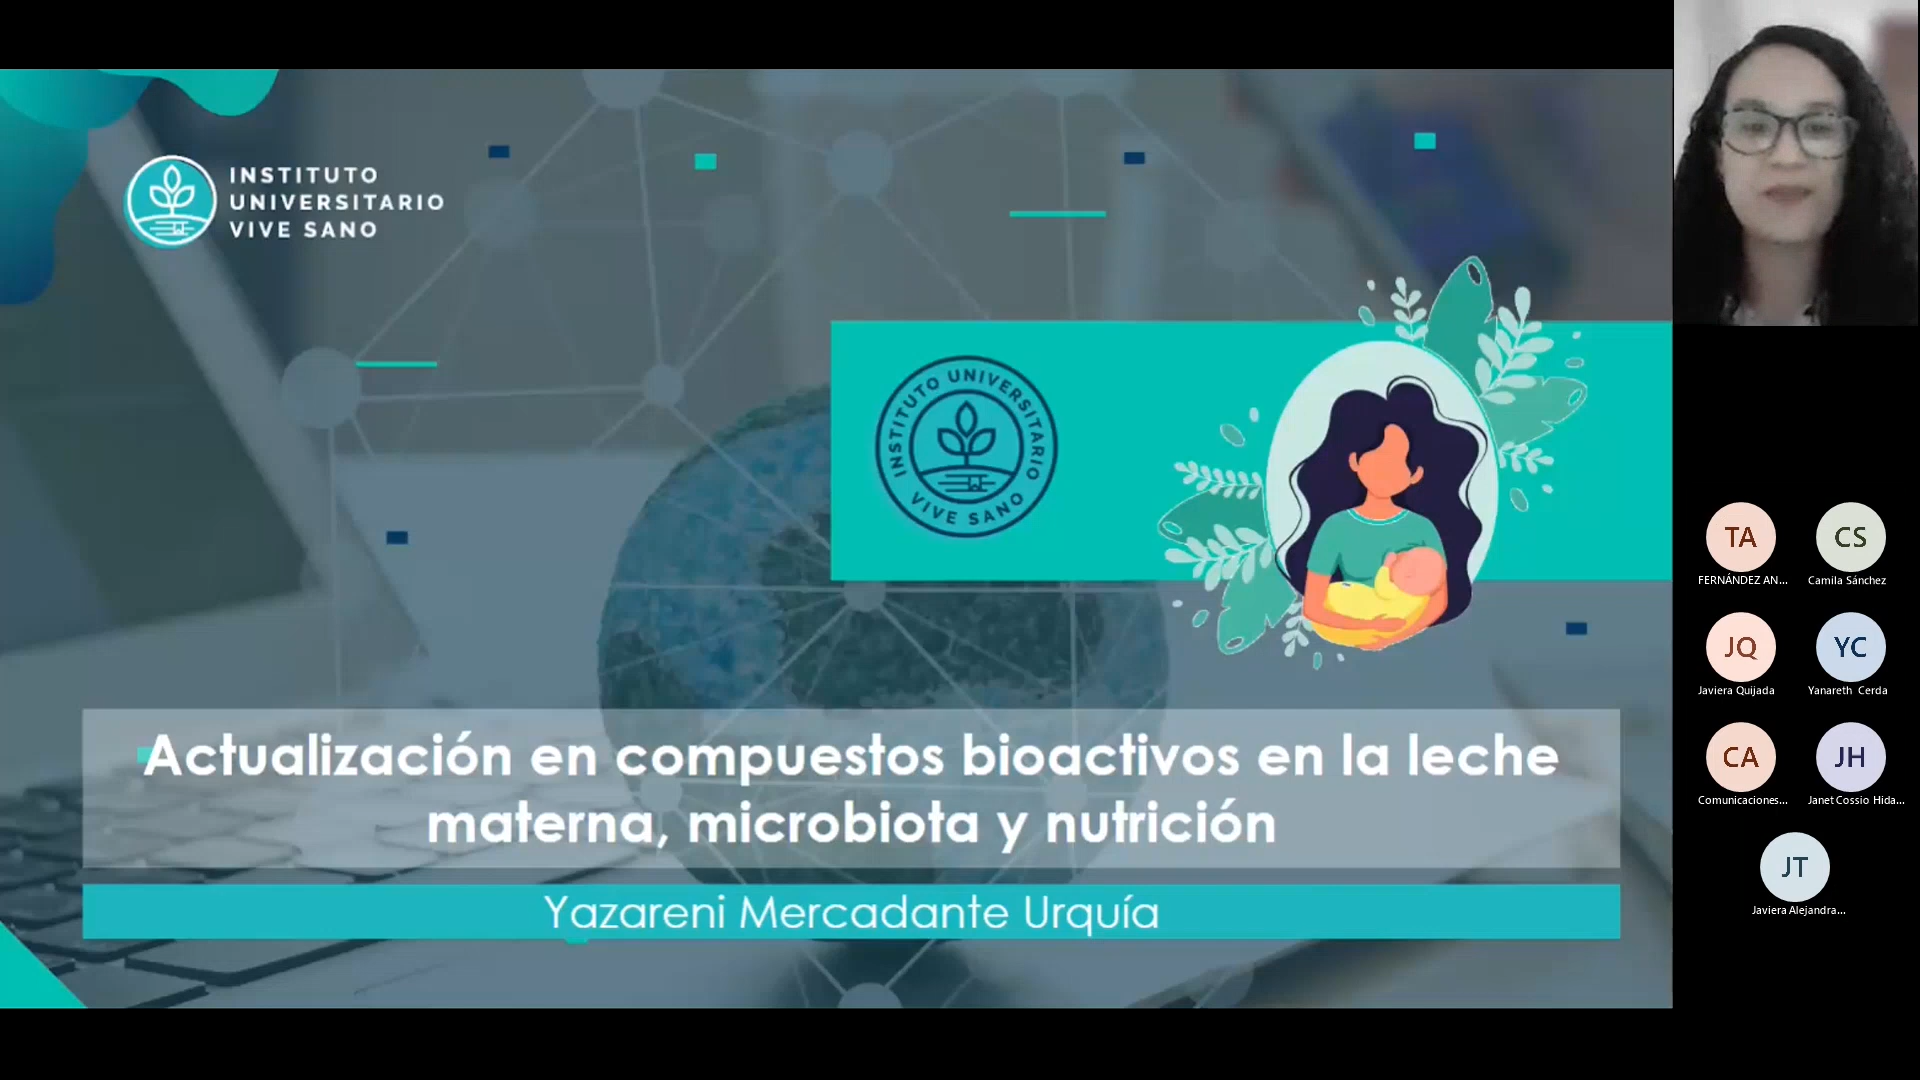 INSTITUTO
UNIVERSITARIO
VIVE SANO
INSTITUTO UNIVERSITARIO
VIVE SANO
Actualización en compuestos bioactivos en la leche
materna, microbiota y nutrición
Yazareni Mercadante Urquía
TA
FERNÁNDEZ AN...
CS
Camila Sánchez
JQ
Javiera Quijada
YC
Yanareth Cerda
CA
Comunicaciones...
JH
Janet Cossio Hida...
JT
Javiera Alejandra...